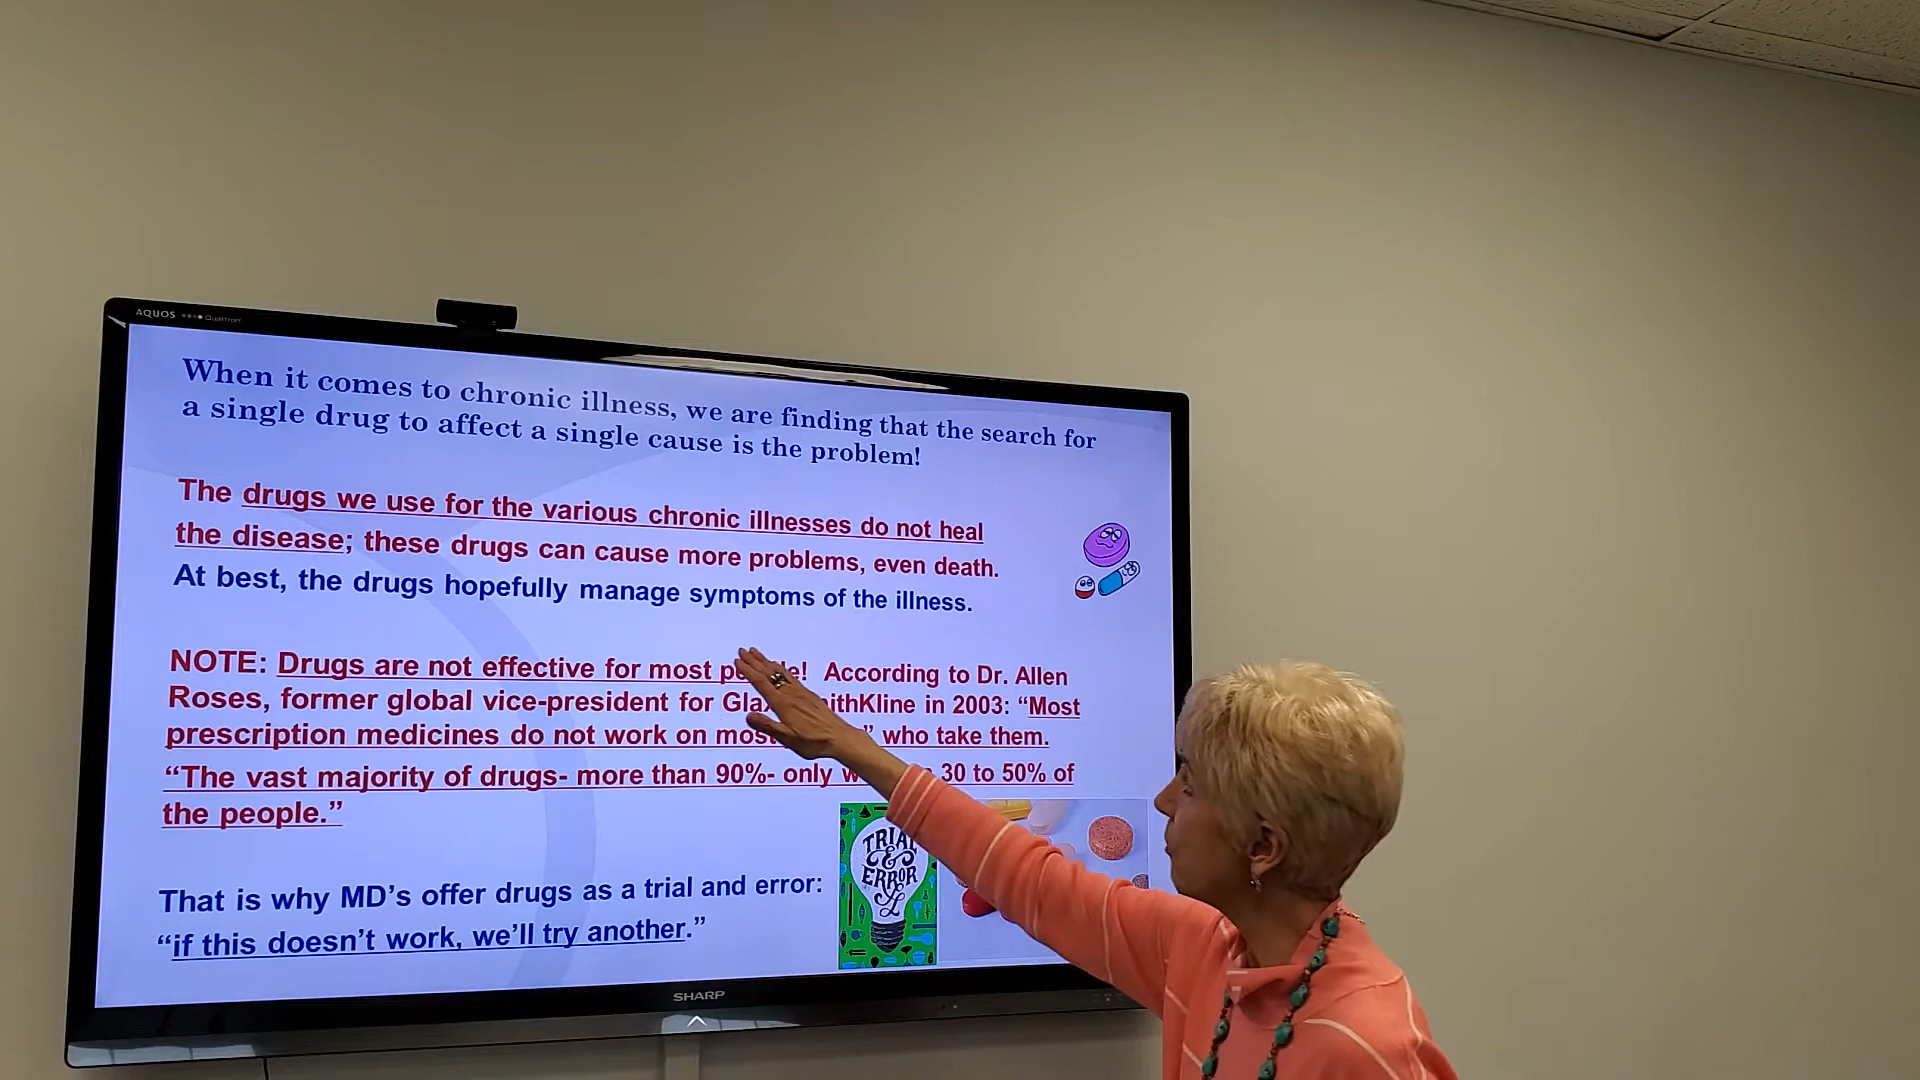 AQUOS Quattron
When it comes to chronic illness, we are finding that the search for
a single drug to affect a single cause is the problem!
The drugs we use for the various chronic illnesses do not heal
the disease; these drugs can cause more problems, even death.
At best, the drugs hopefully manage symptoms of the illness.
NOTE: Drugs are not effective for most According to Dr. Allen
Roses, former global vice-president for in 2003: “Most
prescription medicines do not work on most ” who take them.
“The vast majority of drugs- more than 90%- only 30 to 50% of
the people.”
That is why MD’s offer drugs as a trial and error:
“if this doesn’t work, we’ll try another.”
TRIAL
&
ERROR
SHARP